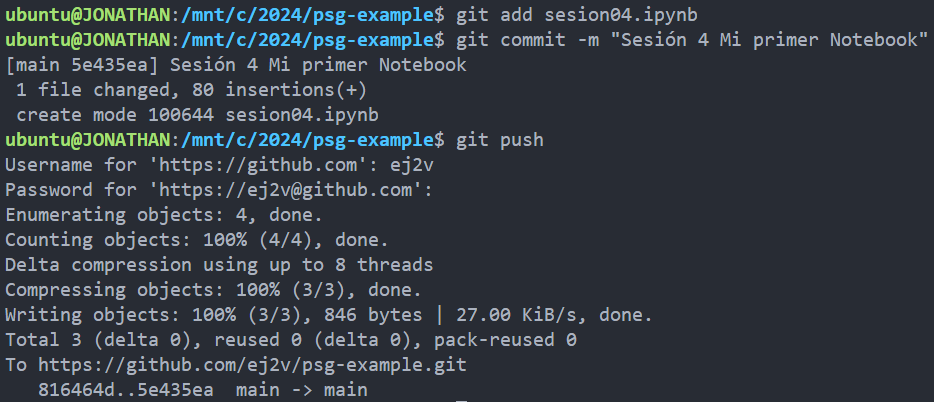 ubuntu@JONATHAN:/mnt/c/2024/psg-example$ git add sesion04.ipynb
ubuntu@JONATHAN:/mnt/c/2024/psg-example$ git commit -m "Sesión 4 Mi primer Notebook"
[main 5e435ea] Sesión 4 Mi primer Notebook
 1 file changed, 80 insertions(+)
 create mode 100644 sesion04.ipynb
ubuntu@JONATHAN:/mnt/c/2024/psg-example$ git push
Username for 'https://github.com': ej2v
Password for 'https://ej2v@github.com':
Enumerating objects: 4, done.
Counting objects: 100% (4/4), done.
Delta compression using up to 8 threads
Compressing objects: 100% (3/3), done.
Writing objects: 100% (3/3), 846 bytes | 27.00 KiB/s, done.
Total 3 (delta 0), reused 0 (delta 0), pack-reused 0
To https://github.com/ej2v/psg-example.git
   816464d..5e435ea  main -> main